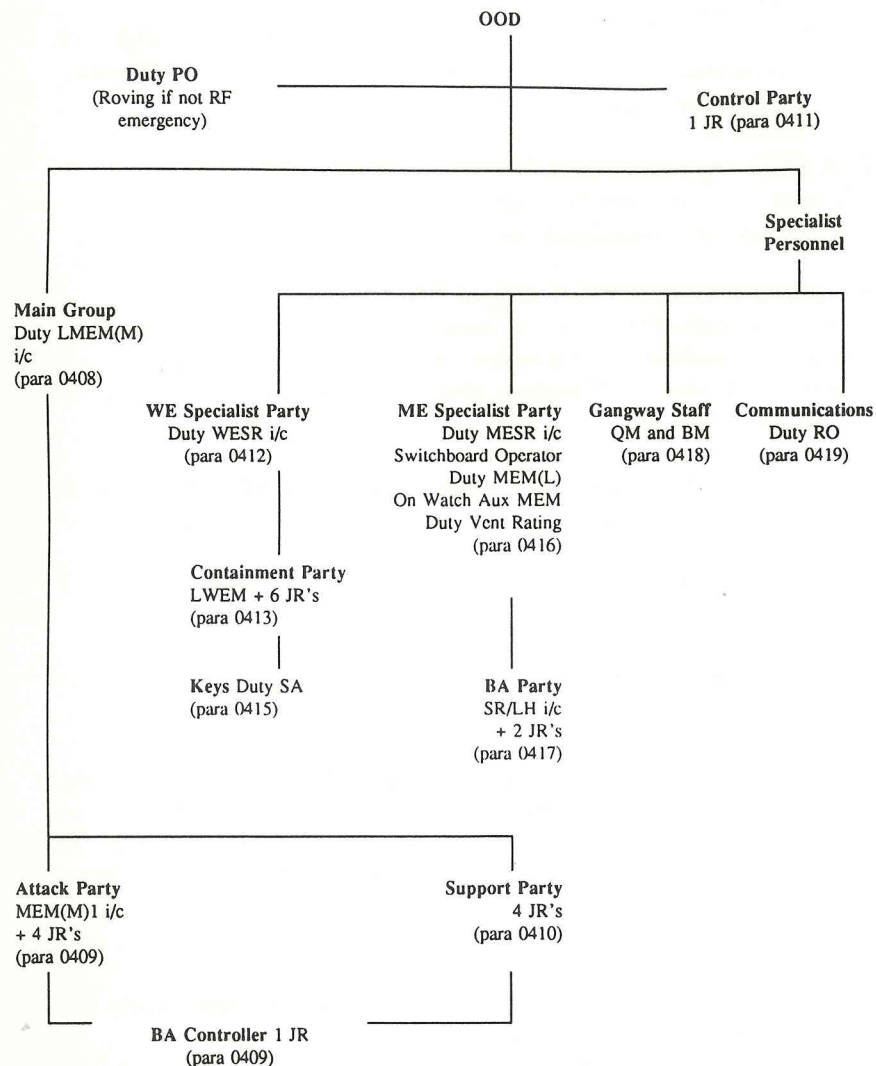 OOD
Duty PO
(Roving if not RF
emergency)
Control Party
1 JR (para 0411)
Specialist
Personnel
Main Group
Duty LMEM(M)
i/c
(para 0408)
WE Specialist Party
Duty WESR i/c
(para 0412)
ME Specialist Party
Duty MESR i/c
Switchboard Operator
Duty MEM(L)
On Watch Aux MEM
Duty Vent Rating
(para 0416)
Gangway Staff
QM and BM
(para 0418)
Communications
Duty RO
(para 0419)
Containment Party
LWEM + 6 JR's
(para 0413)
Keys Duty SA
(para 0415)
BA Party
SR/LH i/c
+ 2 JR's
(para 0417)
Attack Party
MEM(M)1 i/c
+ 4 JR's
(para 0409)
Support Party
4 JR's
(para 0410)
BA Controller 1 JR
(para 0409)